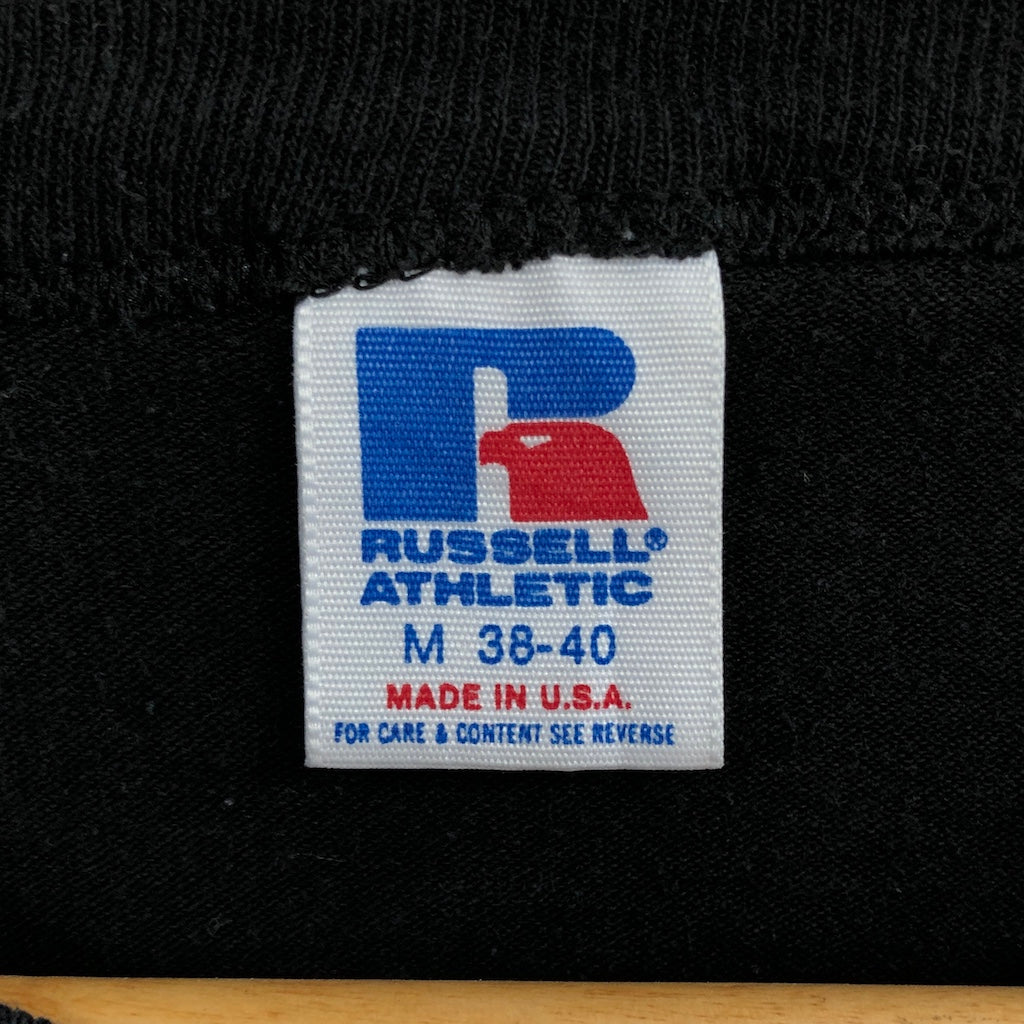 RUSSELL®
ATHLETIC
M 38-40
MADE IN U.S.A.
FOR CARE & CONTENT SEE REVERSE